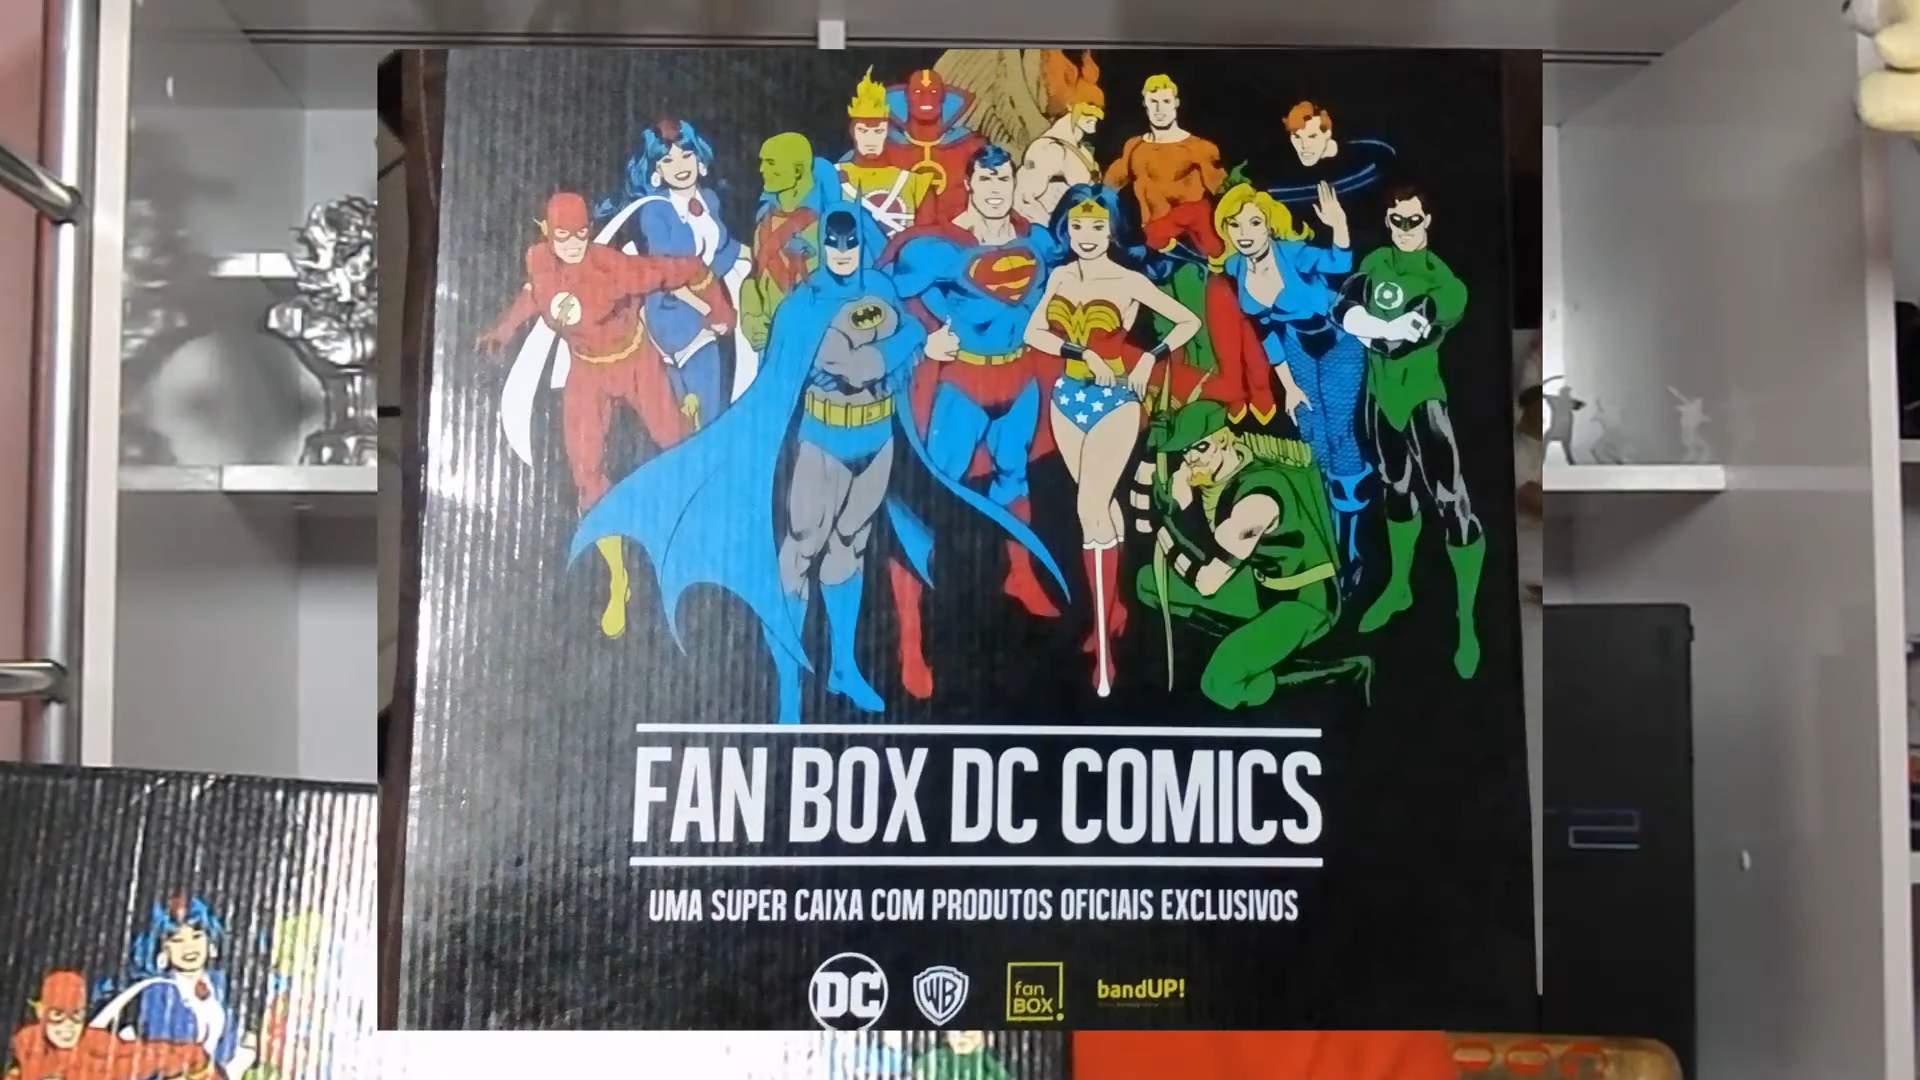 FAN BOX DC COMICS
UMA SUPER CAIXA COM PRODUTOS OFICIAIS EXCLUSIVOS
DC
WB
fan
BOX!
bandUP!